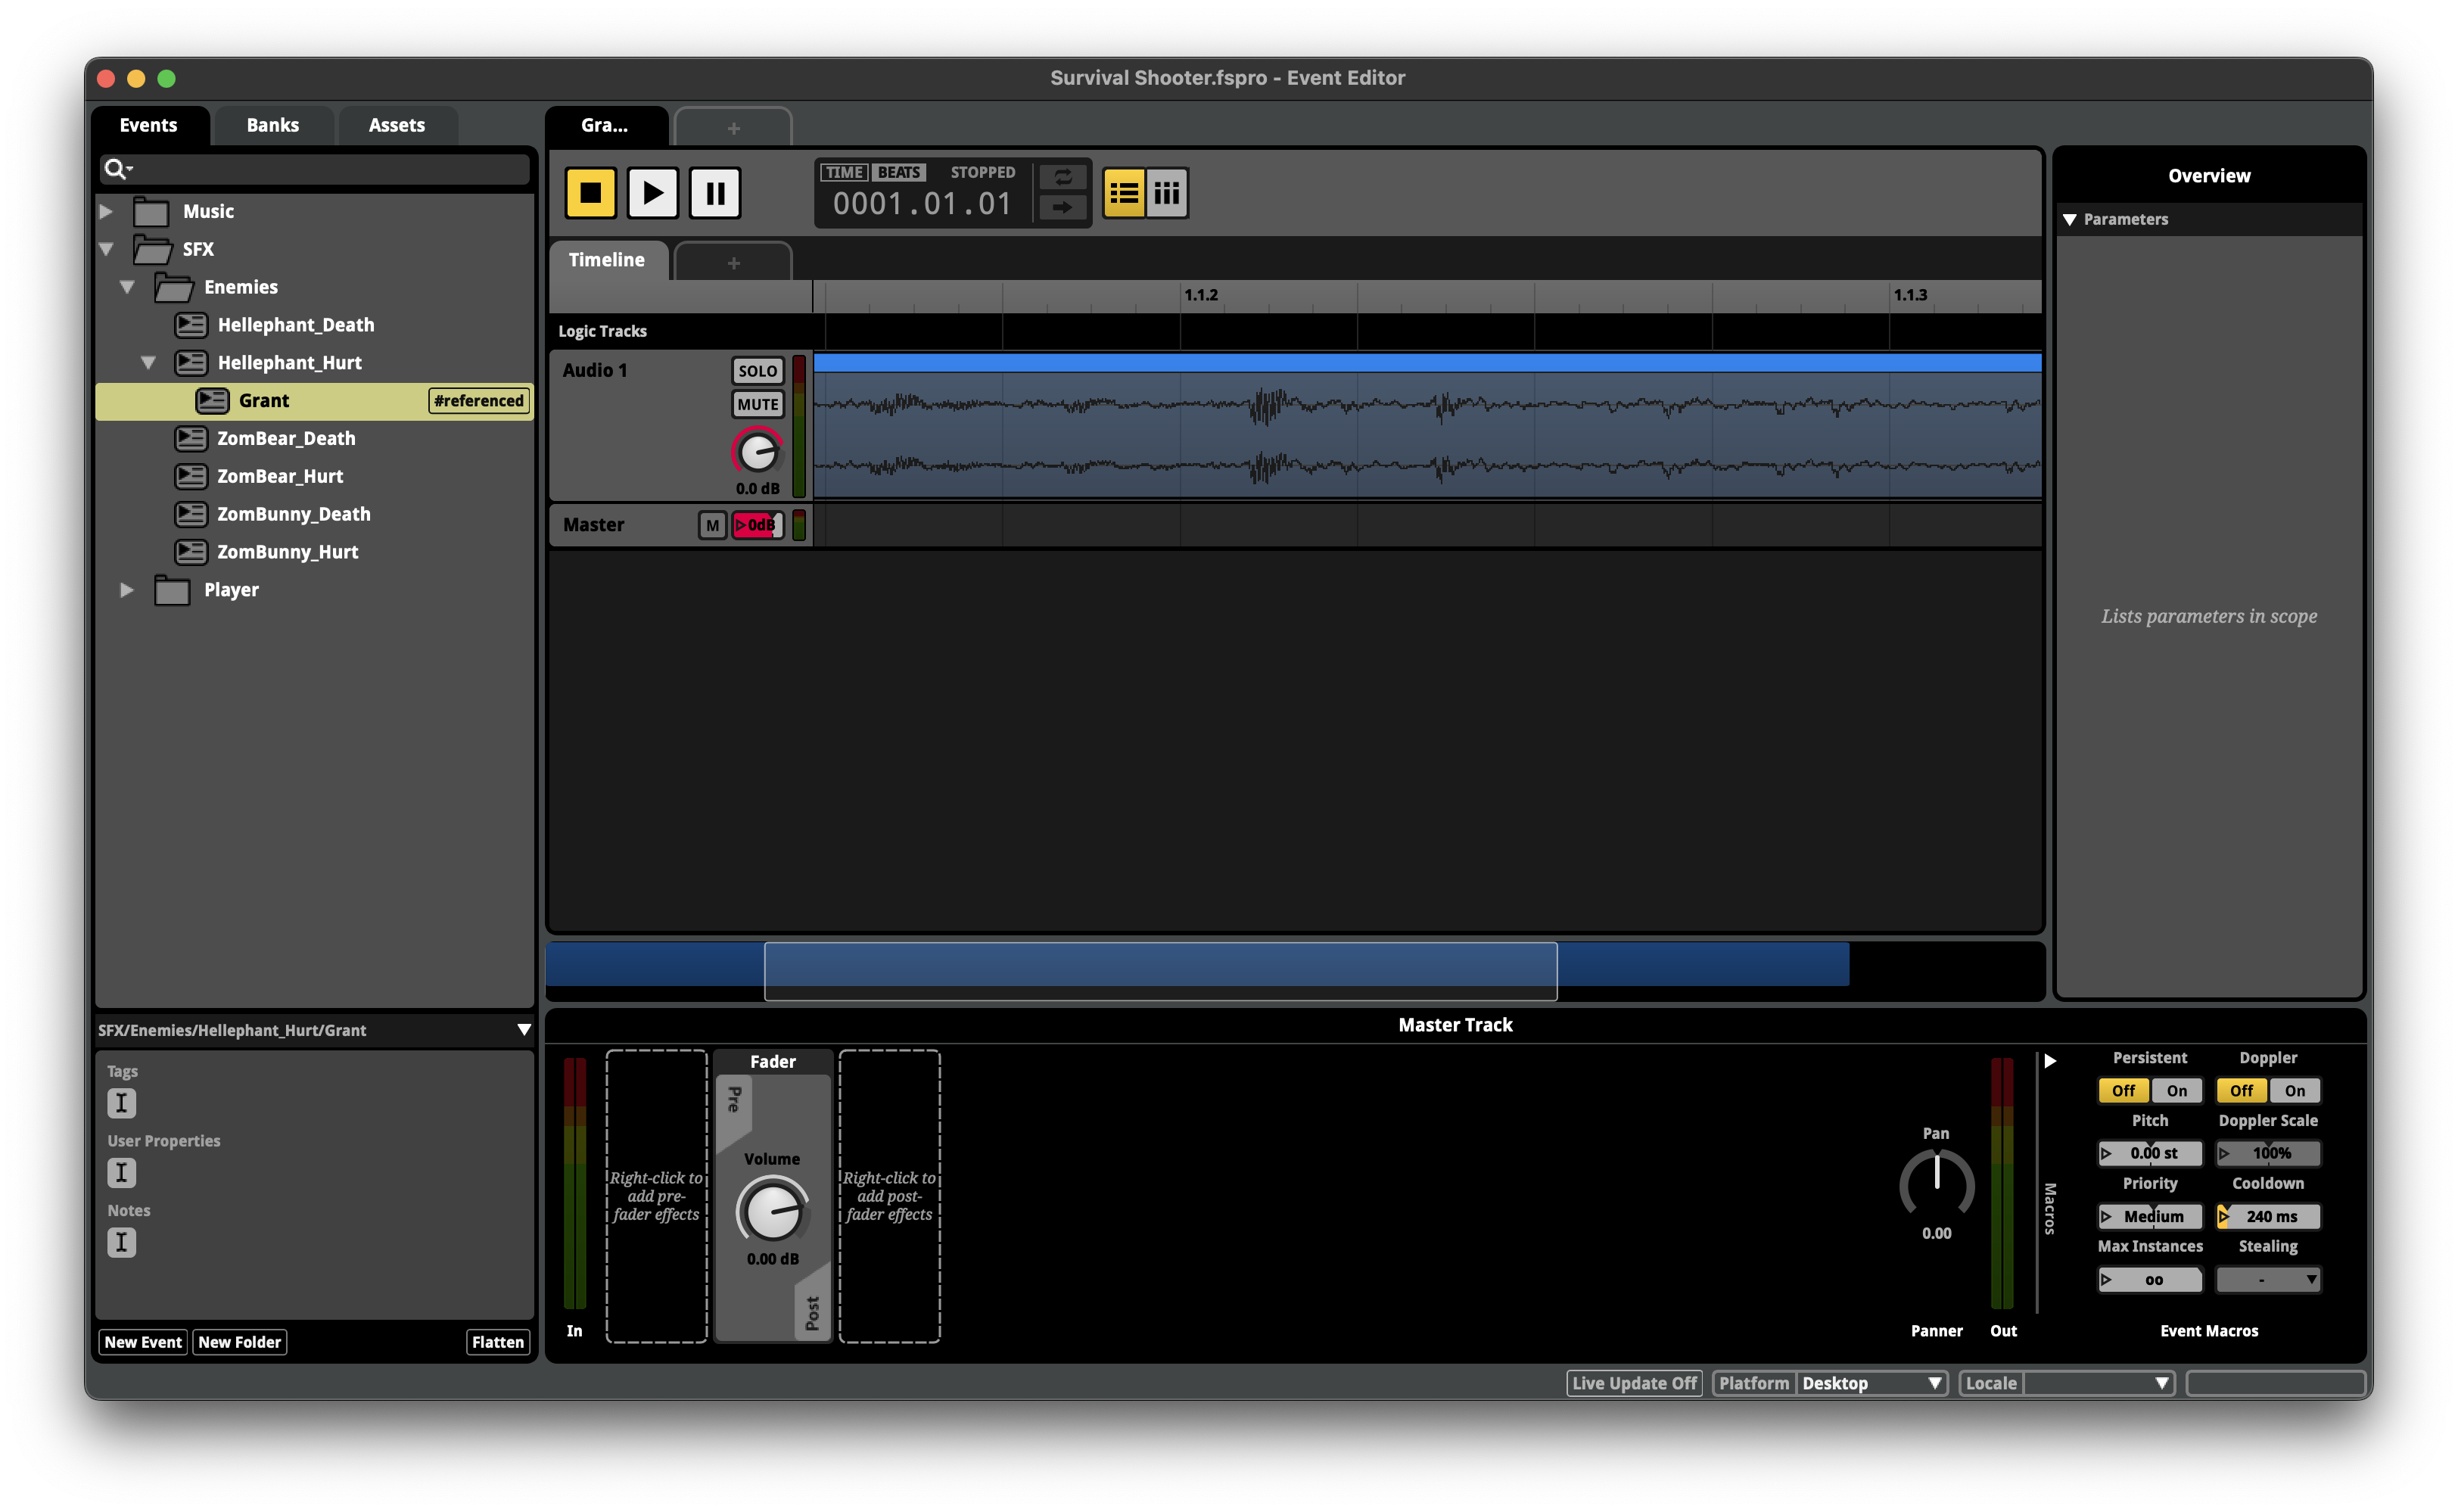 Survival Shooter.fspro - Event Editor
Events
Banks
Assets
Gra...
+
Music
SFX
Enemies
Hellephant_Death
Hellephant_Hurt
Grant
#referenced
ZomBear_Death
ZomBear_Hurt
ZomBunny_Death
ZomBunny_Hurt
Player
TIME
BEATS
STOPPED
0001.01.01
Timeline
+
1.1.2
1.1.3
Logic Tracks
Audio 1
SOLO
MUTE
0.0 dB
Master
M
0dB
Overview
Parameters
Lists parameters in scope
SFX/Enemies/Hellephant_Hurt/Grant
Tags
User Properties
Notes
New Event
New Folder
Flatten
Master Track
In
Right-click to
add pre-
fader effects
Fader
Pre
Volume
0.00 dB
Post
Right-click to
add post-
fader effects
Pan
0.00
Panner
Out
Macros
Persistent
Doppler
Off
On
Off
On
Pitch
Doppler Scale
0.00 st
100%
Priority
Cooldown
Medium
240 ms
Max Instances
Stealing
oo
-
Event Macros
Live Update Off
Platform
Desktop
Locale